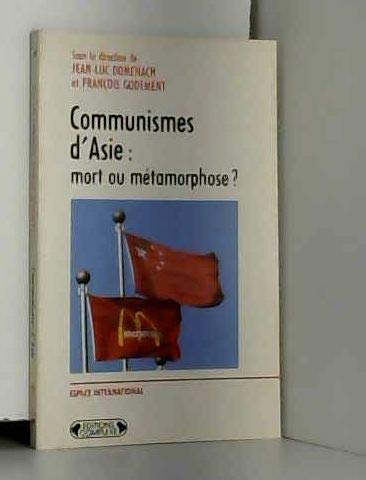 Sous la direction de
JEAN-LUC DOMENACH
et FRANÇOIS GODEMENT
Communismes
d'Asie :
mort ou métamorphose ?
ESPACE INTERNATIONAL
EDITIONS
COMPLEXE